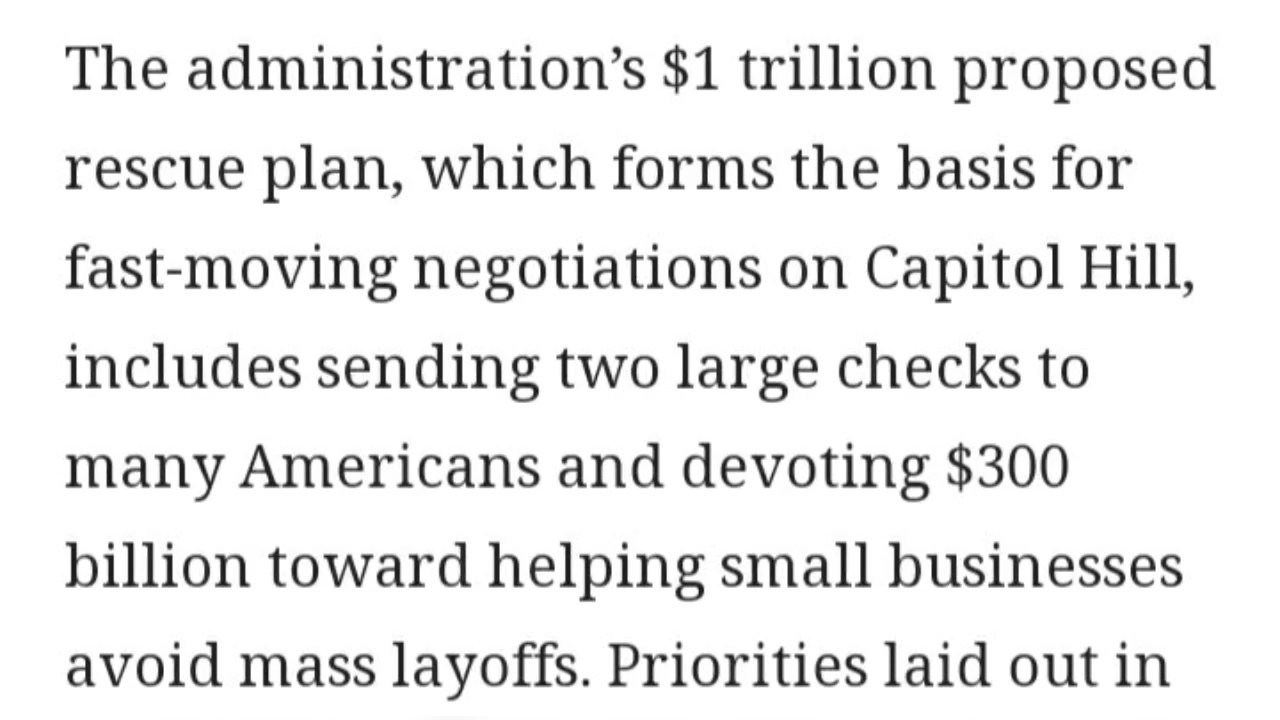 The administration’s $1 trillion proposed
rescue plan, which forms the basis for
fast-moving negotiations on Capitol Hill,
includes sending two large checks to
many Americans and devoting $300
billion toward helping small businesses
avoid mass layoffs. Priorities laid out in